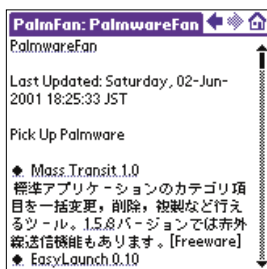 PalmFan: PalmwareFan
PalmwareFan
Last Updated: Saturday, 02-Jun-
2001 18:25:33 JST
Pick Up Palmware
◆ Mass Transit 1.0
標準アプリケーションのカテゴリ項
目を一括変更，削除，複製など行え
るツール。1.5.8バージョンでは赤外
線送信機能もあります。[Freeware]
◆ EasyLaunch 0.10